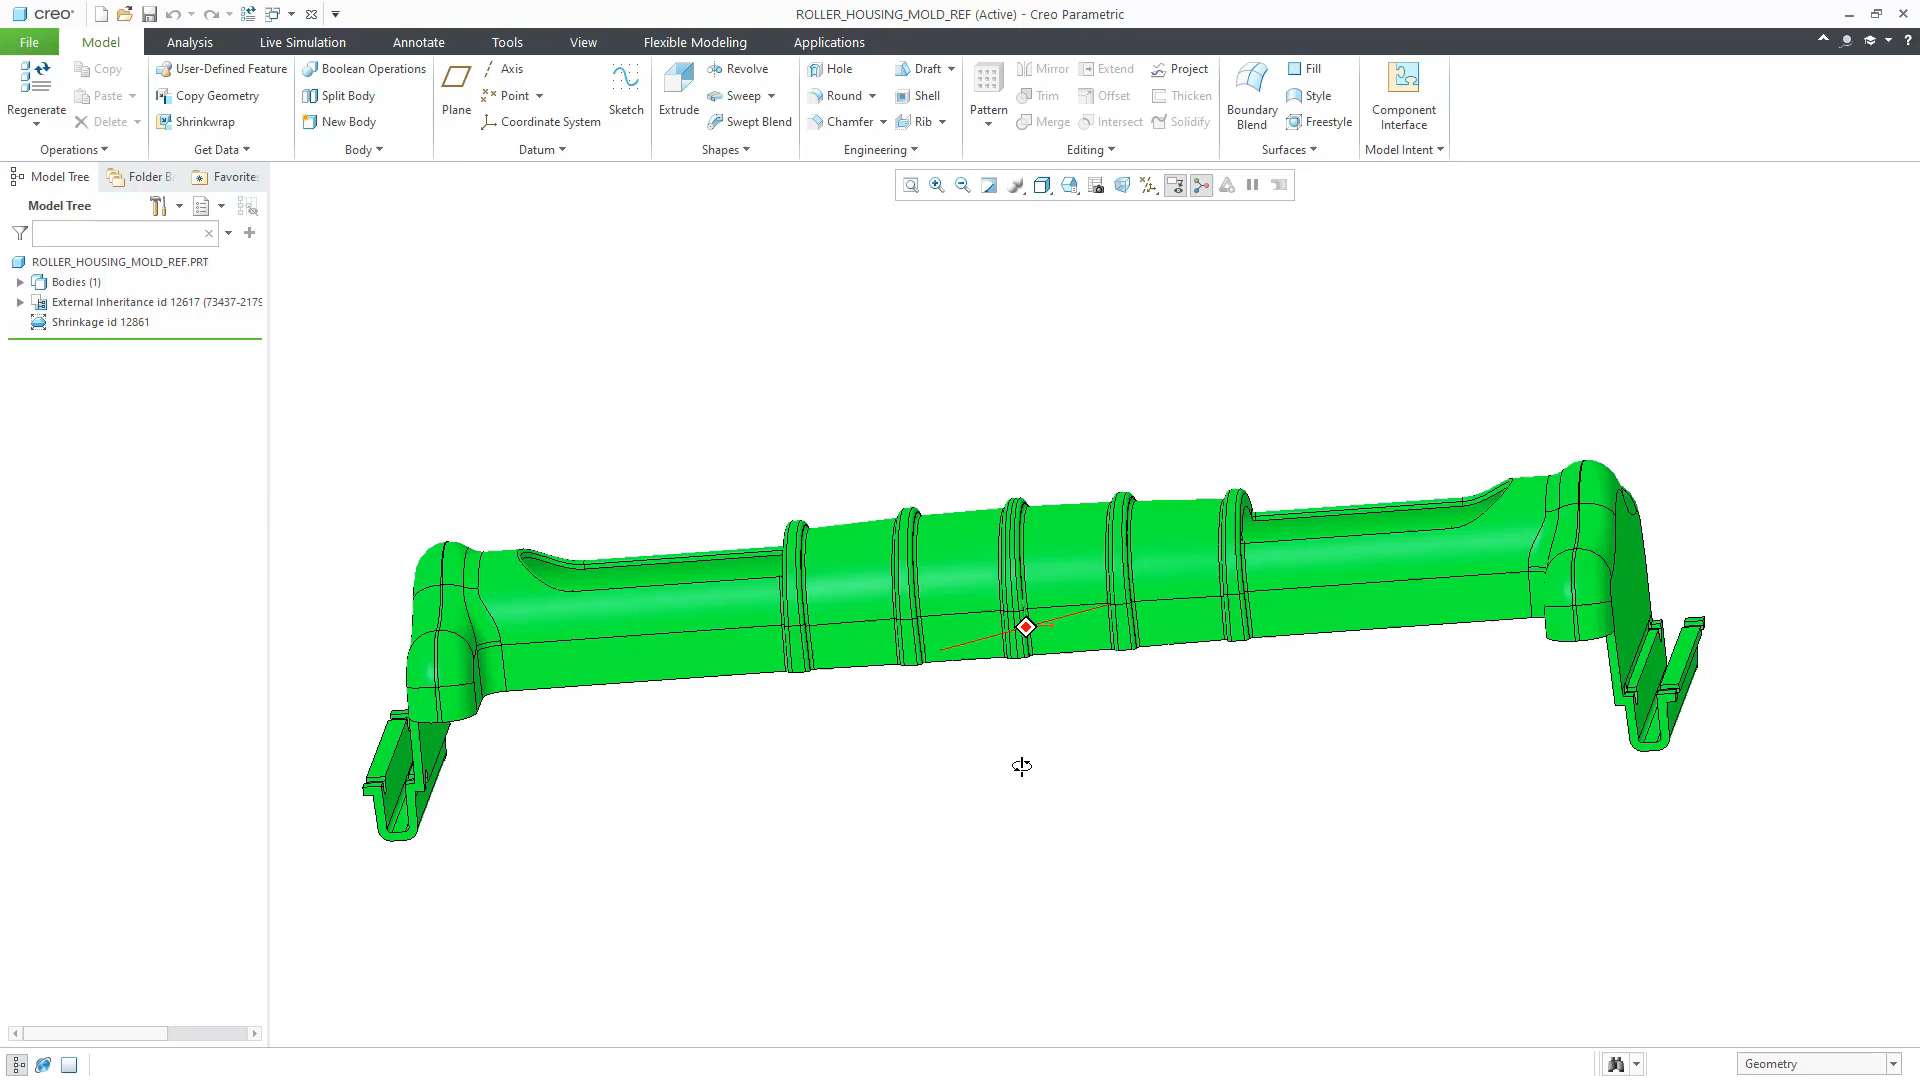 creo
ROLLER_HOUSING_MOLD_REF (Active) - Creo Parametric
File Model Analysis Live Simulation Annotate Tools View Flexible Modeling Applications
Regenerate
Copy
Paste
Delete
Operations
User-Defined Feature
Copy Geometry
Shrinkwrap
Get Data
Boolean Operations
Split Body
New Body
Body
Plane
Axis
Point
Coordinate System
Sketch
Datum
Extrude
Revolve
Sweep
Swept Blend
Shapes
Hole
Round
Chamfer
Draft
Shell
Rib
Engineering
Pattern
Mirror
Trim
Merge
Extend
Offset
Intersect
Project
Thicken
Solidify
Editing
Boundary
Blend
Fill
Style
Freestyle
Surfaces
Component
Interface
Model Intent
Model Tree Folder B Favorite
Model Tree
ROLLER_HOUSING_MOLD_REF.PRT
Bodies (1)
External Inheritance id 12617 (73437-2179
Shrinkage id 12861
Geometry